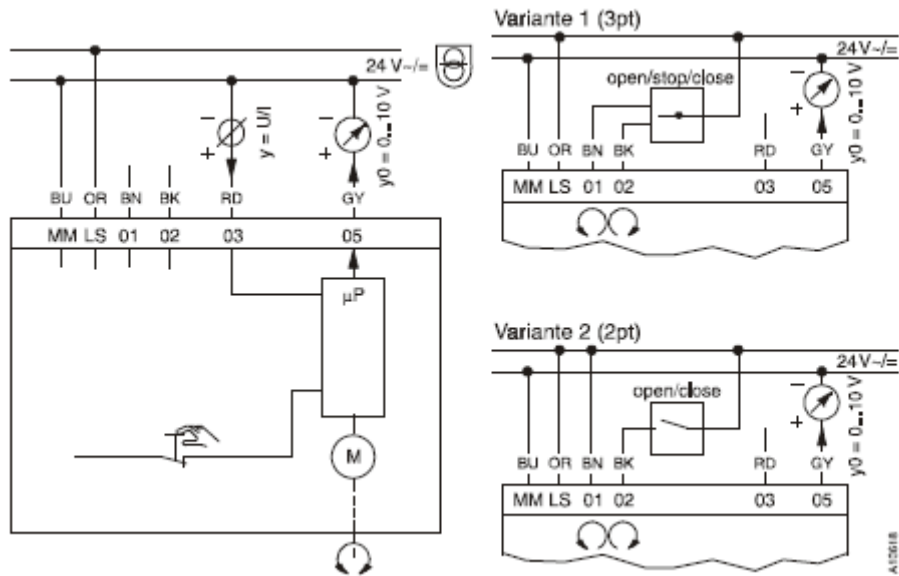 24 V~/=
y = U/I
y0 = 0...10 V
− + − +
BU OR BN BK RD GY
MM LS 01 02 03 05
µP
M
Variante 1 (3pt)
24 V~/=
open/stop/close
− +
y0 = 0...10 V
BU OR BN BK RD GY
MM LS 01 02 03 05
Variante 2 (2pt)
24 V~/=
open/close
− +
y0 = 0...10 V
BU OR BN BK RD GY
MM LS 01 02 03 05
A10618